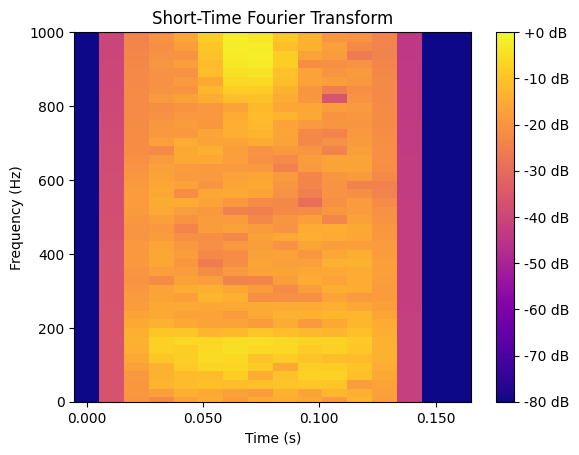 Short-Time Fourier Transform
1000
800
600
400
200
0
Frequency (Hz)
0.000
0.050
0.100
0.150
Time (s)
+0 dB
-10 dB
-20 dB
-30 dB
-40 dB
-50 dB
-60 dB
-70 dB
-80 dB